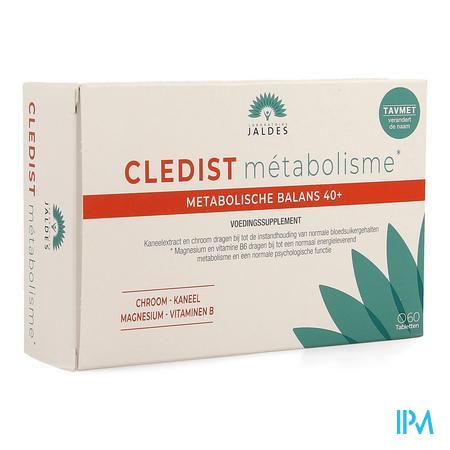 LABORATOIRE
JALDES
TAVMET
verandert
de naam
CLEDIST métabolisme*
METABOLISCHE BALANS 40+
VOEDINGSSUPPLEMENT
Kaneelextract en chroom dragen bij tot de instandhouding van normale bloedsuikergehalten
* Magnesium en vitamine B6 dragen bij tot een normaal energieleverend
metabolisme en een normale psychologische functie
CHROOM - KANEEL
MAGNESIUM - VITAMINEN B
60
Tabletten
CLEDIST
métabolisme*
JALDES
IPM